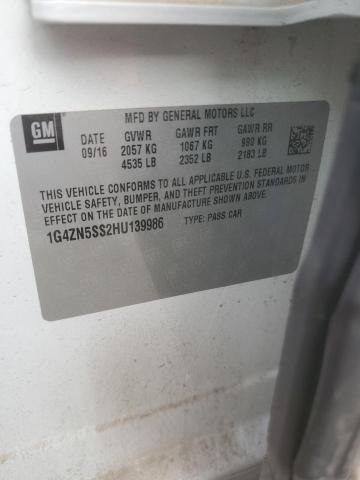 GM
MFD BY GENERAL MOTORS LLC
DATE GVWR GAWR FRT GAWR RR
09/16 2057 KG 1067 KG 990 KG
4535 LB 2352 LB 2183 LB
THIS VEHICLE CONFORMS TO ALL APPLICABLE U.S. FEDERAL MOTOR
VEHICLE SAFETY, BUMPER, AND THEFT PREVENTION STANDARDS
IN EFFECT ON THE DATE OF MANUFACTURE SHOWN ABOVE.
1G4ZN5SS2HU139986 TYPE: PASS CAR